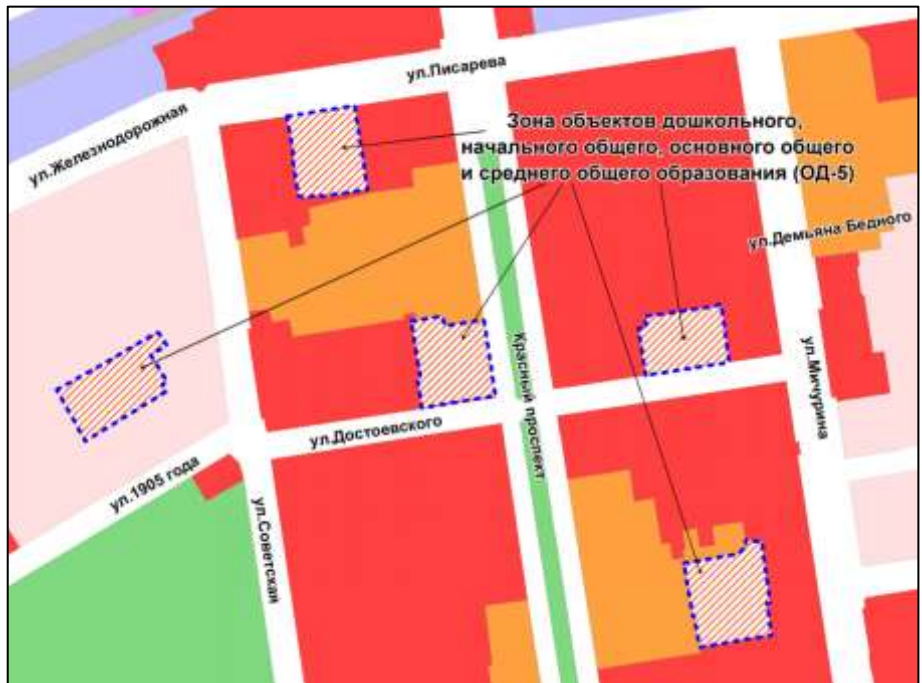 ул.Писарева
ул.Железнодорожная
Зона объектов дошкольного,
начального общего, основного общего
и среднего общего образования (ОД-5)
ул.Демьяна Бедного
Красный проспект
ул.Мичурина
ул.Достоевского
ул.1905 года
ул.Советская